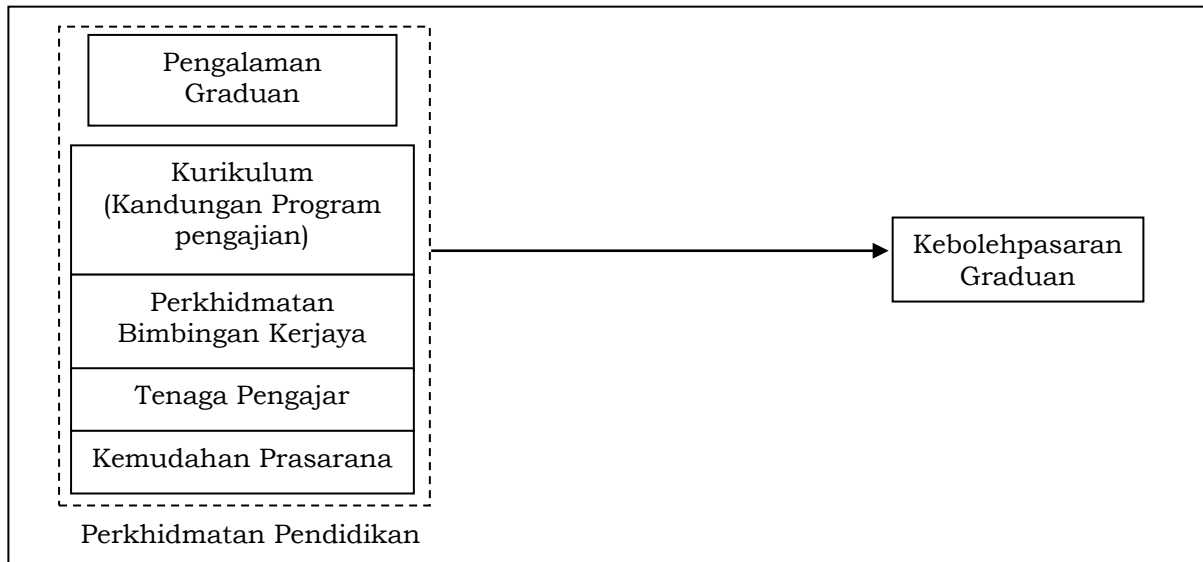 Pengalaman
Graduan
Kurikulum
(Kandungan Program
pengajian)
Perkhidmatan
Bimbingan Kerjaya
Tenaga Pengajar
Kemudahan Prasarana
Perkhidmatan Pendidikan
Kebolehpasaran
Graduan